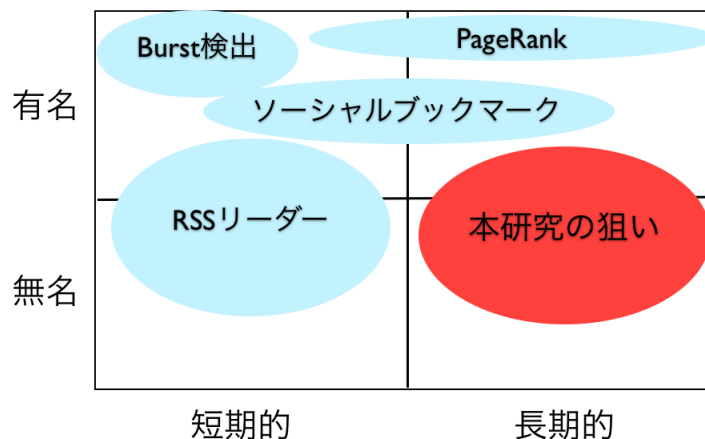 Burst検出
PageRank
有名
ソーシャルブックマーク
RSSリーダー
本研究の狙い
無名
短期的
長期的